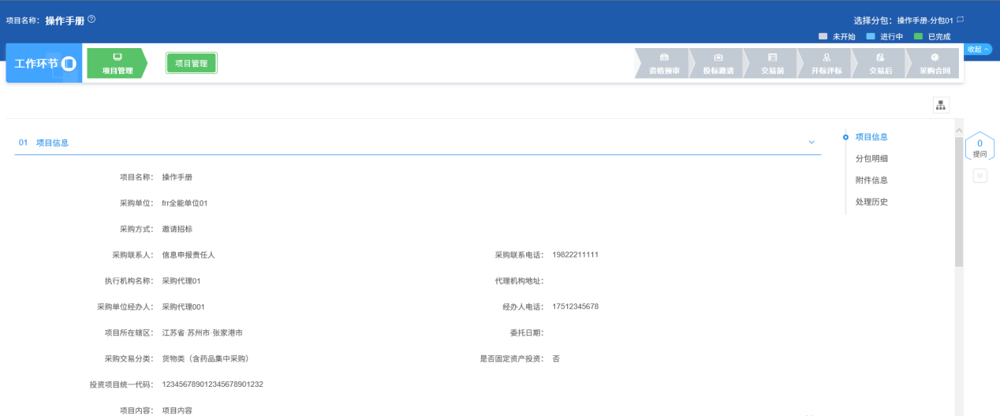 项目名称: 操作手册
选择分包: 操作手册-分包01
未开始 进行中 已完成
收起
工作环节
项目管理
项目管理
资格预审
投标邀请
交易前
开标评标
交易后
采购合同
01 项目信息
项目信息
分包明细
附件信息
处理历史
0
提问
项目名称: 操作手册
采购单位: frr全能单位01
采购方式: 邀请招标
采购联系人: 信息申报责任人 采购联系电话: 19822211111
执行机构名称: 采购代理01 代理机构地址:
采购单位经办人: 采购代理001 经办人电话: 17512345678
项目所在辖区: 江苏省·苏州市·张家港市 委托日期:
采购交易分类: 货物类（含药品集中采购） 是否固定资产投资: 否
投资项目统一代码: 123456789012345678901232
项目内容: 项目内容